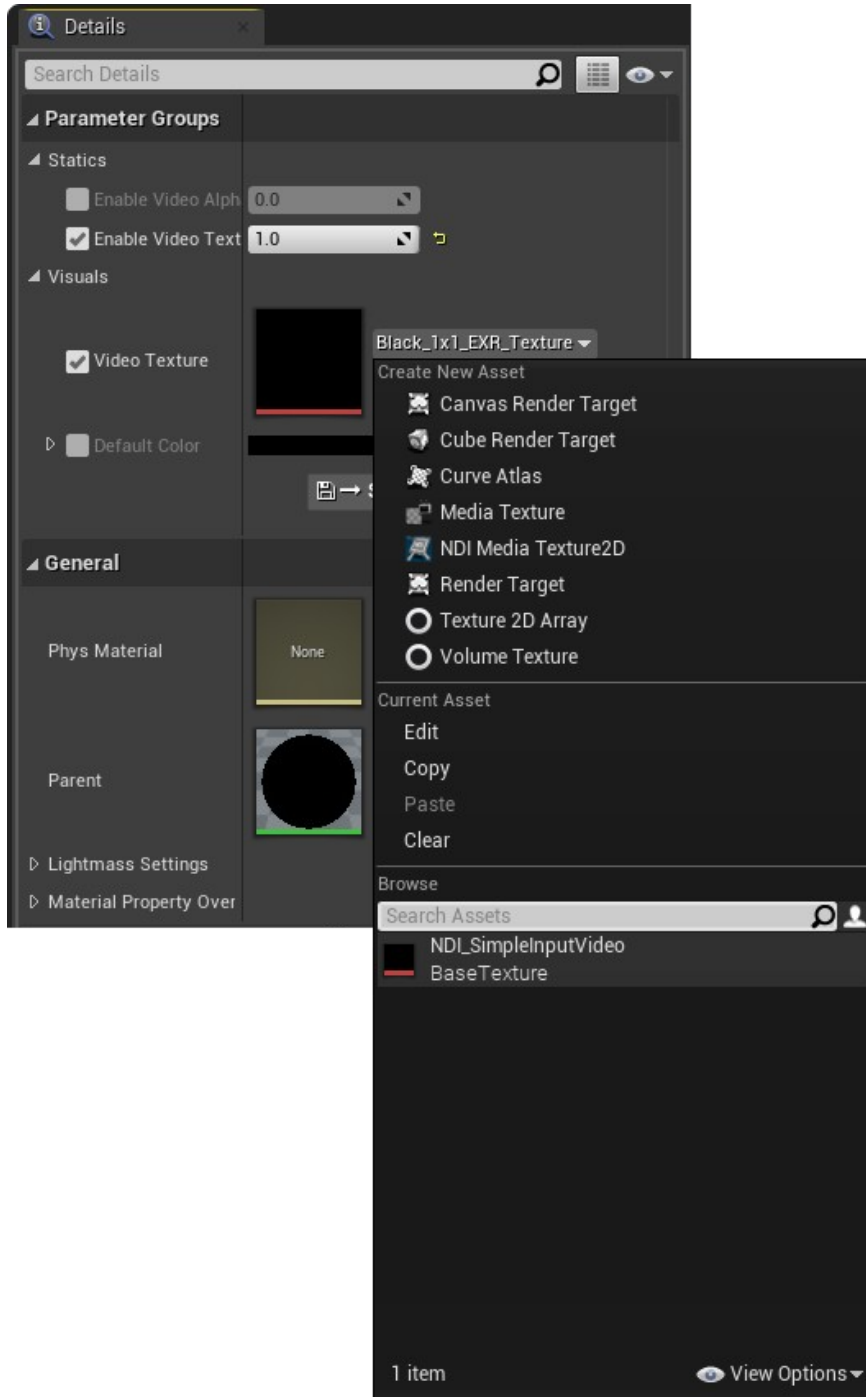 Details
Search Details
Parameter Groups
Statics
Enable Video Alph 0.0
Enable Video Text 1.0
Visuals
Video Texture
Black_1x1_EXR_Texture
Default Color
General
Phys Material
None
Parent
Lightmass Settings
Material Property Over
Create New Asset
Canvas Render Target
Cube Render Target
Curve Atlas
Media Texture
NDI Media Texture2D
Render Target
Texture 2D Array
Volume Texture
Current Asset
Edit
Copy
Paste
Clear
Browse
Search Assets
NDI_SimpleInputVideo
BaseTexture
1 item
View Options